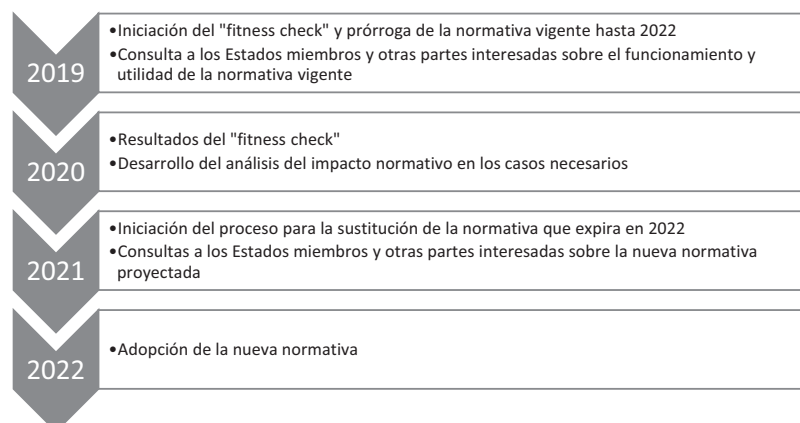 2019
•Iniciación del "fitness check" y prórroga de la normativa vigente hasta 2022
•Consulta a los Estados miembros y otras partes interesadas sobre el funcionamiento y
utilidad de la normativa vigente
2020
•Resultados del "fitness check"
•Desarrollo del análisis del impacto normativo en los casos necesarios
2021
•Iniciación del proceso para la sustitución de la normativa que expira en 2022
•Consultas a los Estados miembros y otras partes interesadas sobre la nueva normativa
proyectada
2022
•Adopción de la nueva normativa